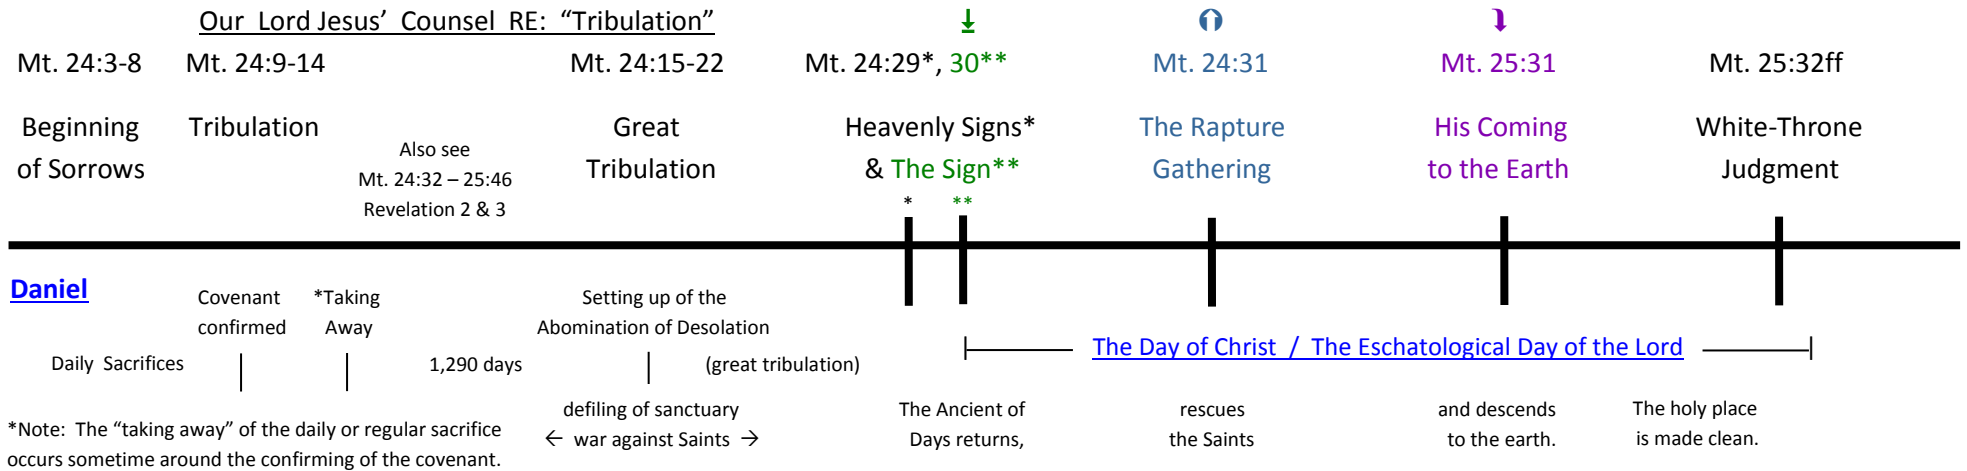 Our Lord Jesus’ Counsel RE: “Tribulation”
Mt. 24:3-8 Mt. 24:9-14 Mt. 24:15-22 Mt. 24:29*, 30** Mt. 24:31 Mt. 25:31 Mt. 25:32ff
Beginning
of Sorrows
Tribulation
Also see
Mt. 24:32 – 25:46
Revelation 2 & 3
Great
Tribulation
Heavenly Signs*
& The Sign**
* **
The Rapture
Gathering
His Coming
to the Earth
White-Throne
Judgment
Daniel
Daily Sacrifices
Covenant
confirmed
*Taking
Away
1,290 days
Setting up of the
Abomination of Desolation
(great tribulation)
The Day of Christ / The Eschatological Day of the Lord
*Note: The “taking away” of the daily or regular sacrifice
occurs sometime around the confirming of the covenant.
defiling of sanctuary
← war against Saints →
The Ancient of
Days returns,
rescues
the Saints
and descends
to the earth.
The holy place
is made clean.